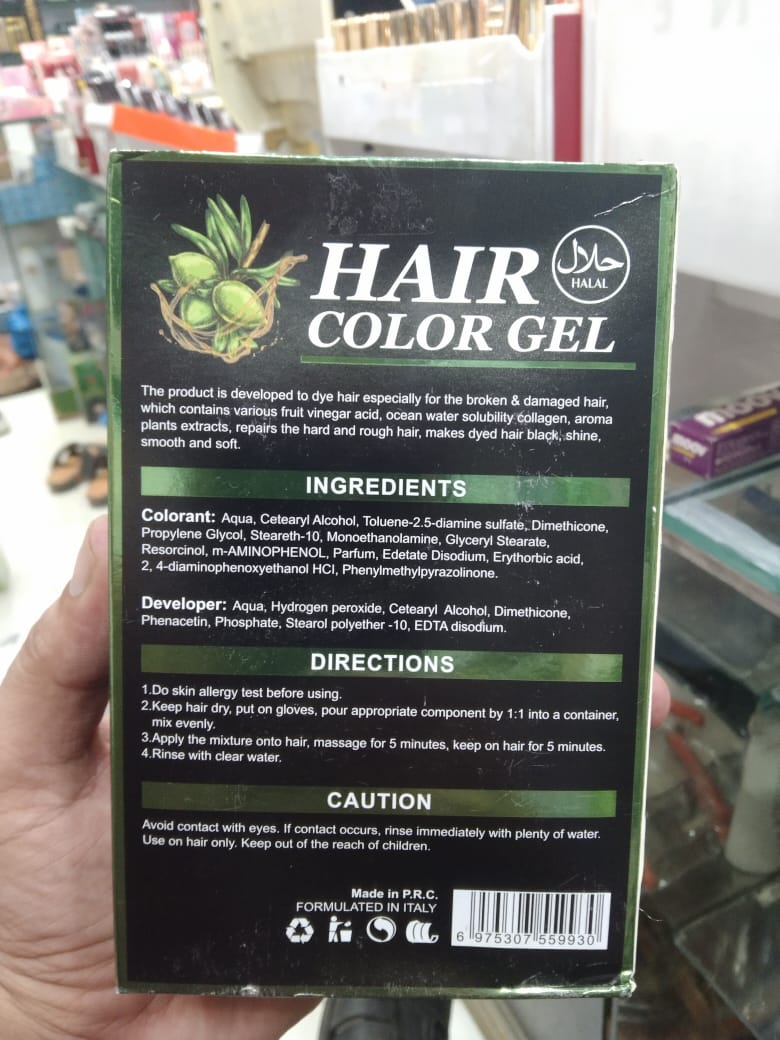 HAIR
حلال
HALAL
COLOR GEL
The product is developed to dye hair especially for the broken & damaged hair,
which contains various fruit vinegar acid, ocean water solubility collagen, aroma
plants extracts, repairs the hard and rough hair, makes dyed hair black, shine,
smooth and soft.
INGREDIENTS
Colorant: Aqua, Cetearyl Alcohol, Toluene-2.5-diamine sulfate, Dimethicone,
Propylene Glycol, Steareth-10, Monoethanolamine, Glyceryl Stearate,
Resorcinol, m-AMINOPHENOL, Parfum, Edetate Disodium, Erythorbic acid,
2, 4-diaminophenoxyethanol HCI, Phenylmethylpyrazolinone.
Developer: Aqua, Hydrogen peroxide, Cetearyl Alcohol, Dimethicone,
Phenacetin, Phosphate, Stearol polyether -10, EDTA disodium.
DIRECTIONS
1.Do skin allergy test before using.
2.Keep hair dry, put on gloves, pour appropriate component by 1:1 into a container,
mix evenly.
3.Apply the mixture onto hair, massage for 5 minutes, keep on hair for 5 minutes.
4.Rinse with clear water.
CAUTION
Avoid contact with eyes. If contact occurs, rinse immediately with plenty of water.
Use on hair only. Keep out of the reach of children.
Made in P.R.C.
FORMULATED IN ITALY
6 975307 559930